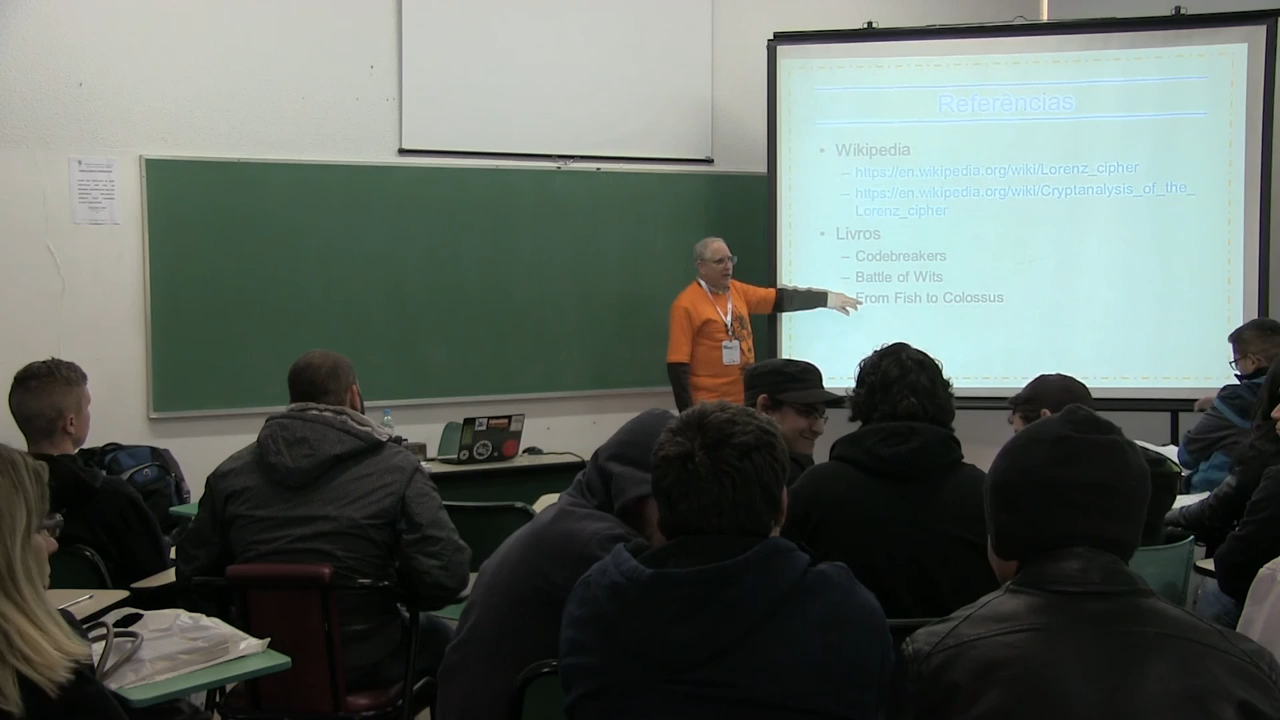 Referências
• Wikipedia
– https://en.wikipedia.org/wiki/Lorenz_cipher
– https://en.wikipedia.org/wiki/Cryptanalysis_of_the_
Lorenz_cipher
• Livros
– Codebreakers
– Battle of Wits
From Fish to Colossus